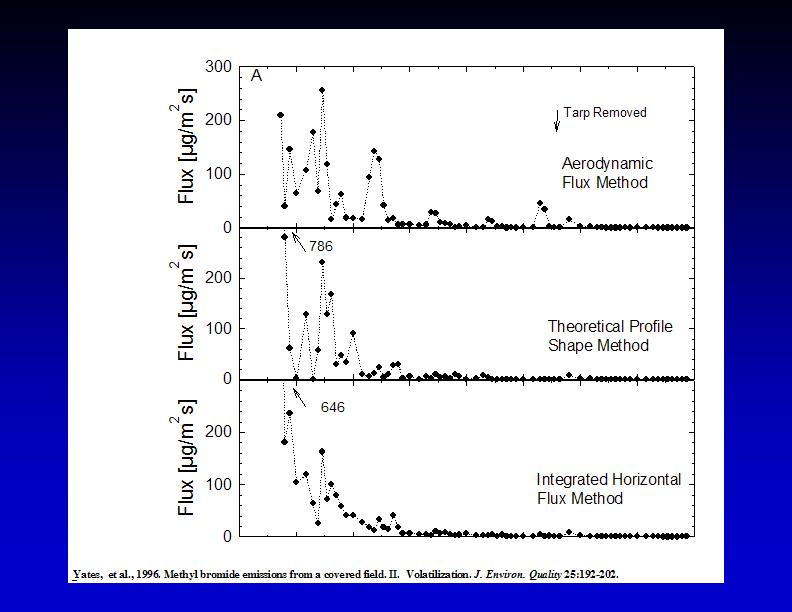 A
300
200
100
0
Flux [µg/m² s]
Tarp Removed
Aerodynamic
Flux Method
786
200
100
0
Flux [µg/m² s]
Theoretical Profile
Shape Method
646
200
100
0
Flux [µg/m² s]
Integrated Horizontal
Flux Method
Yates, et al., 1996. Methyl bromide emissions from a covered field. II. Volatilization. J. Environ. Quality 25:192-202.